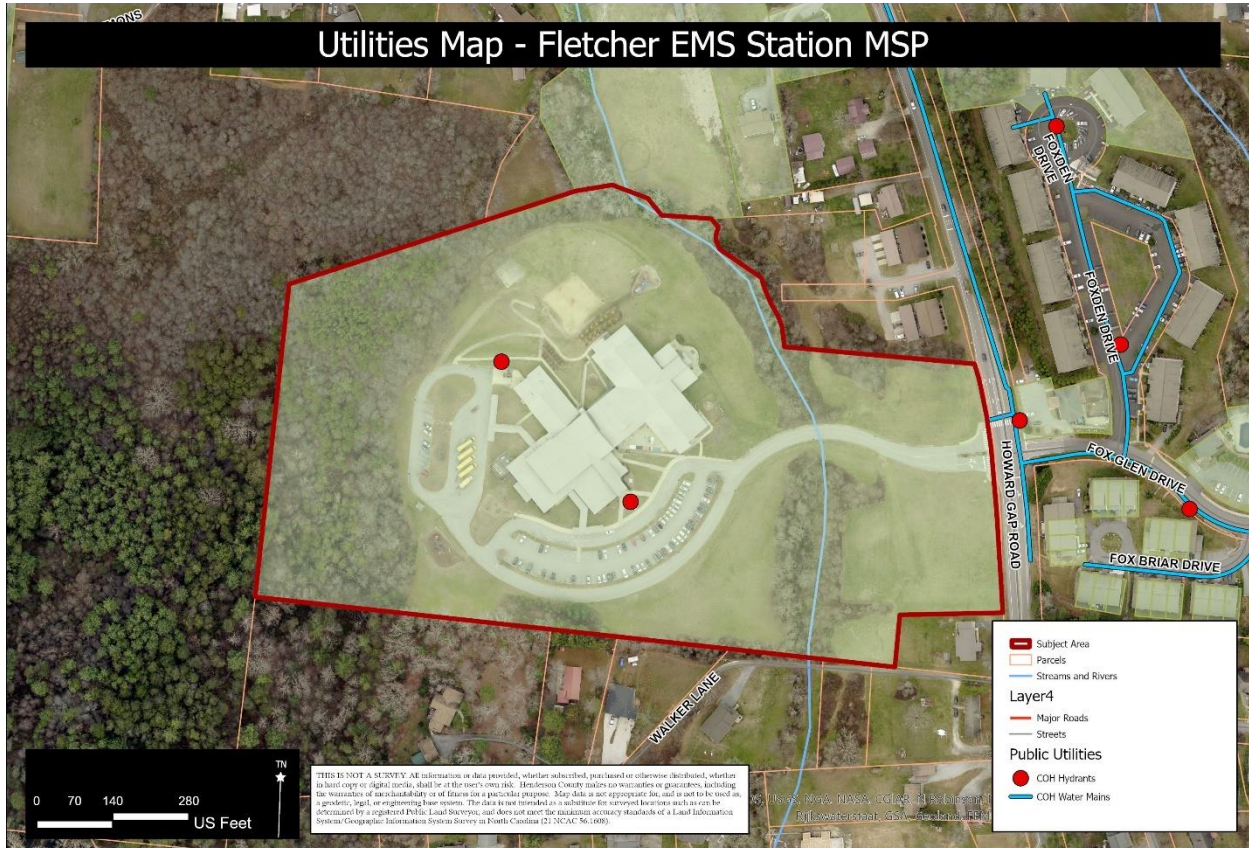 Utilities Map - Fletcher EMS Station MSP
FOXDEN
DRIVE
FOXDEN DRIVE
HOWARD GAP ROAD
FOX GLEN DRIVE
FOX BRIAR DRIVE
WALKER LANE
Subject Area
Parcels
Streams and Rivers
Layer4
Major Roads
Streets
Public Utilities
COH Hydrants
COH Water Mains
TN
0 70 140 280
US Feet
THIS IS NOT A SURVEY. All information or data provided, whether subscribed, purchased or otherwise distributed, whether
in hard copy or digital media, shall be at the user's own risk. Henderson County makes no warranties or guarantees, including
the warranties of merchantability or of fitness for a particular purpose. Map data is not appropriate for, and is not to be used as,
a geodetic, legal, or engineering base system. The data is not intended as a substitute for surveyed locations such as can be
determined by a registered Public Land Surveyor, and does not meet the minimum accuracy standards of a Land Information
System/Geographic Information System Survey in North Carolina (21 NCAC 56.1608).
USGS, NGA, NASA, CGIAR, N Robinson
Rijkswaterstaat, GSA, Geoland